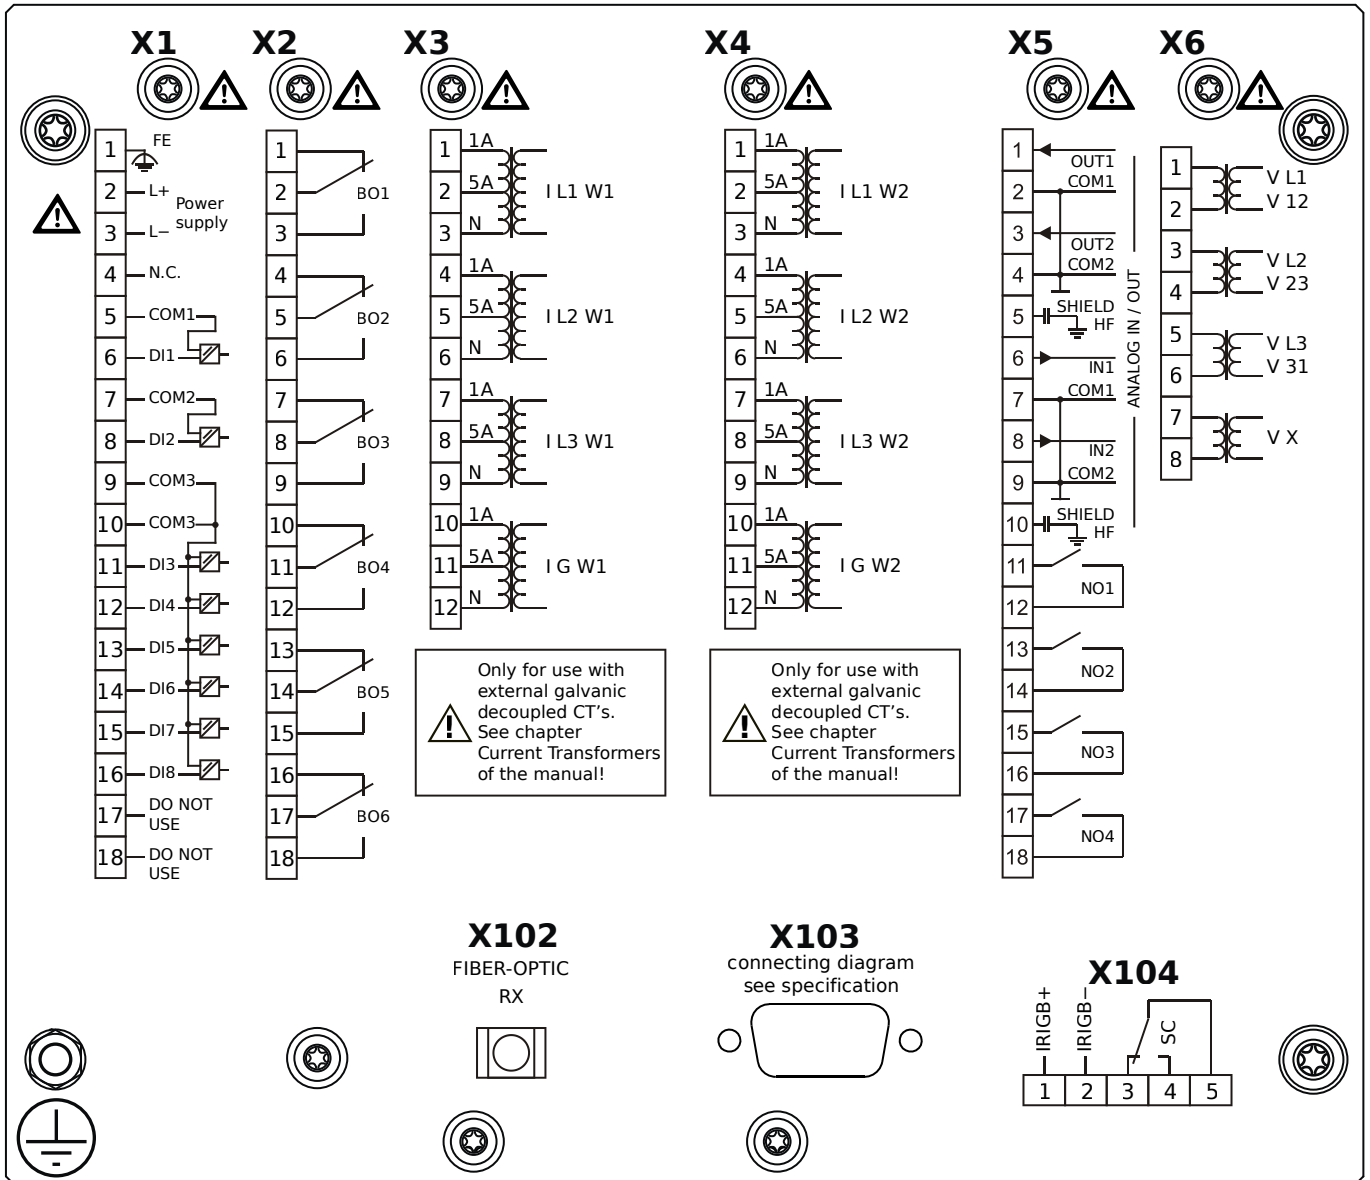 X1
X2
X3
X4
X5
X6
1
FE
2
L+
Power
supply
3
L−
4
N.C.
5
COM1
6
DI1
7
COM2
8
DI2
9
COM3
10
COM3
11
DI3
12
DI4
13
DI5
14
DI6
15
DI7
16
DI8
17
DO NOT
USE
18
DO NOT
USE
1
2
BO1
3
4
5
BO2
6
7
8
BO3
9
10
11
BO4
12
13
14
BO5
15
16
17
BO6
18
1
1A
2
5A
I L1 W1
3
N
4
1A
5
5A
I L2 W1
6
N
7
1A
8
5A
I L3 W1
9
N
10
1A
11
5A
I G W1
12
N
Only for use with
external galvanic
decoupled CT's.
See chapter
Current Transformers
of the manual!
1
1A
2
5A
I L1 W2
3
N
4
1A
5
5A
I L2 W2
6
N
7
1A
8
5A
I L3 W2
9
N
10
1A
11
5A
I G W2
12
N
Only for use with
external galvanic
decoupled CT's.
See chapter
Current Transformers
of the manual!
1
OUT1
2
COM1
3
OUT2
4
COM2
5
SHIELD
HF
6
IN1
7
COM1
8
IN2
9
COM2
10
SHIELD
HF
ANALOG IN / OUT
11
NO1
12
13
NO2
14
15
NO3
16
17
NO4
18
1
V L1
2
V 12
3
V L2
4
V 23
5
V L3
6
V 31
7
V X
8
X102
FIBER-OPTIC
RX
X103
connecting diagram
see specification
X104
IRIGB+
IRIGB−
SC
1 2 3 4 5